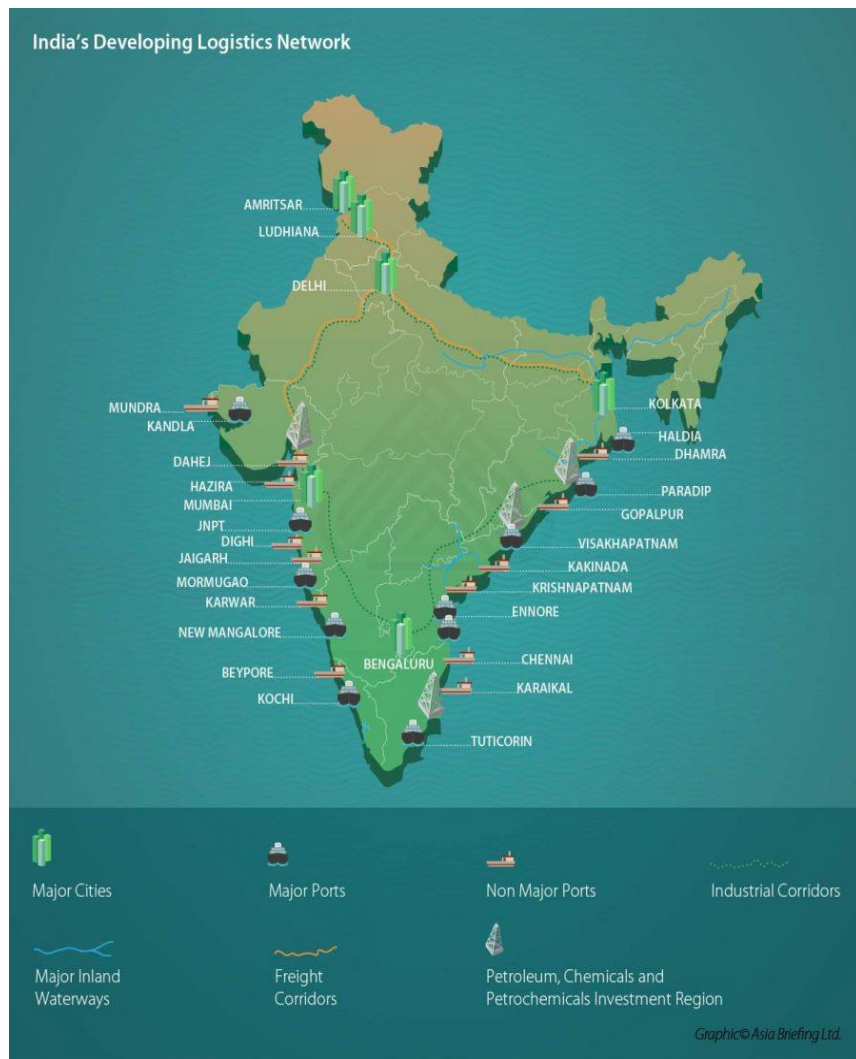 India's Developing Logistics Network
AMRITSAR
LUDHIANA
DELHI
MUNDRA
KANDLA
DAHEJ
HAZIRA
MUMBAI
JNPT
DIGHI
JAIGARH
MORMUGAO
KARWAR
NEW MANGALORE
BEYPORE
KOCHI
BENGALURU
KOLKATA
HALDIA
DHAMRA
PARADIP
GOPALPUR
VISAKHAPATNAM
KAKINADA
KRISHNAPATNAM
ENNORE
CHENNAI
KARAIKAL
TUTICORIN
Major Cities
Major Ports
Non Major Ports
Industrial Corridors
Major Inland
Waterways
Freight
Corridors
Petroleum, Chemicals and
Petrochemicals Investment Region
Graphic© Asia Briefing Ltd.